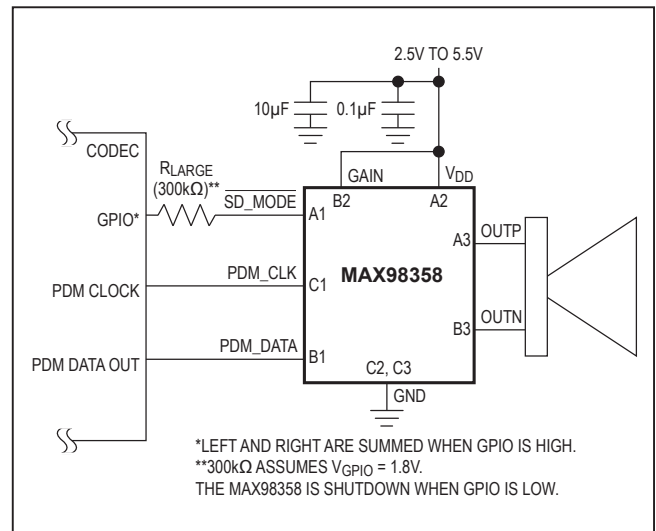 2.5V TO 5.5V
10µF
0.1µF
CODEC
RLARGE
(300kΩ)**
SD_MODE
GAIN
VDD
GPIO*
A1
B2
A2
A3
OUTP
PDM_CLK
C1
MAX98358
PDM CLOCK
B3
OUTN
PDM_DATA
B1
PDM DATA OUT
C2, C3
GND
*LEFT AND RIGHT ARE SUMMED WHEN GPIO IS HIGH.
**300kΩ ASSUMES VGPIO = 1.8V.
THE MAX98358 IS SHUTDOWN WHEN GPIO IS LOW.